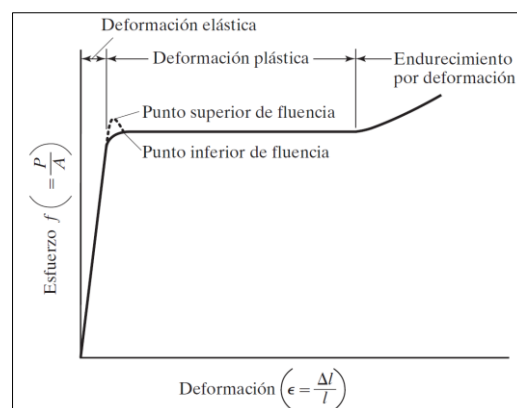 Deformación elástica
Deformación plástica
Endurecimiento
por deformación
Punto superior de fluencia
Punto inferior de fluencia
Esfuerzo f (= P/A)
Deformación (ϵ = Δl/l)